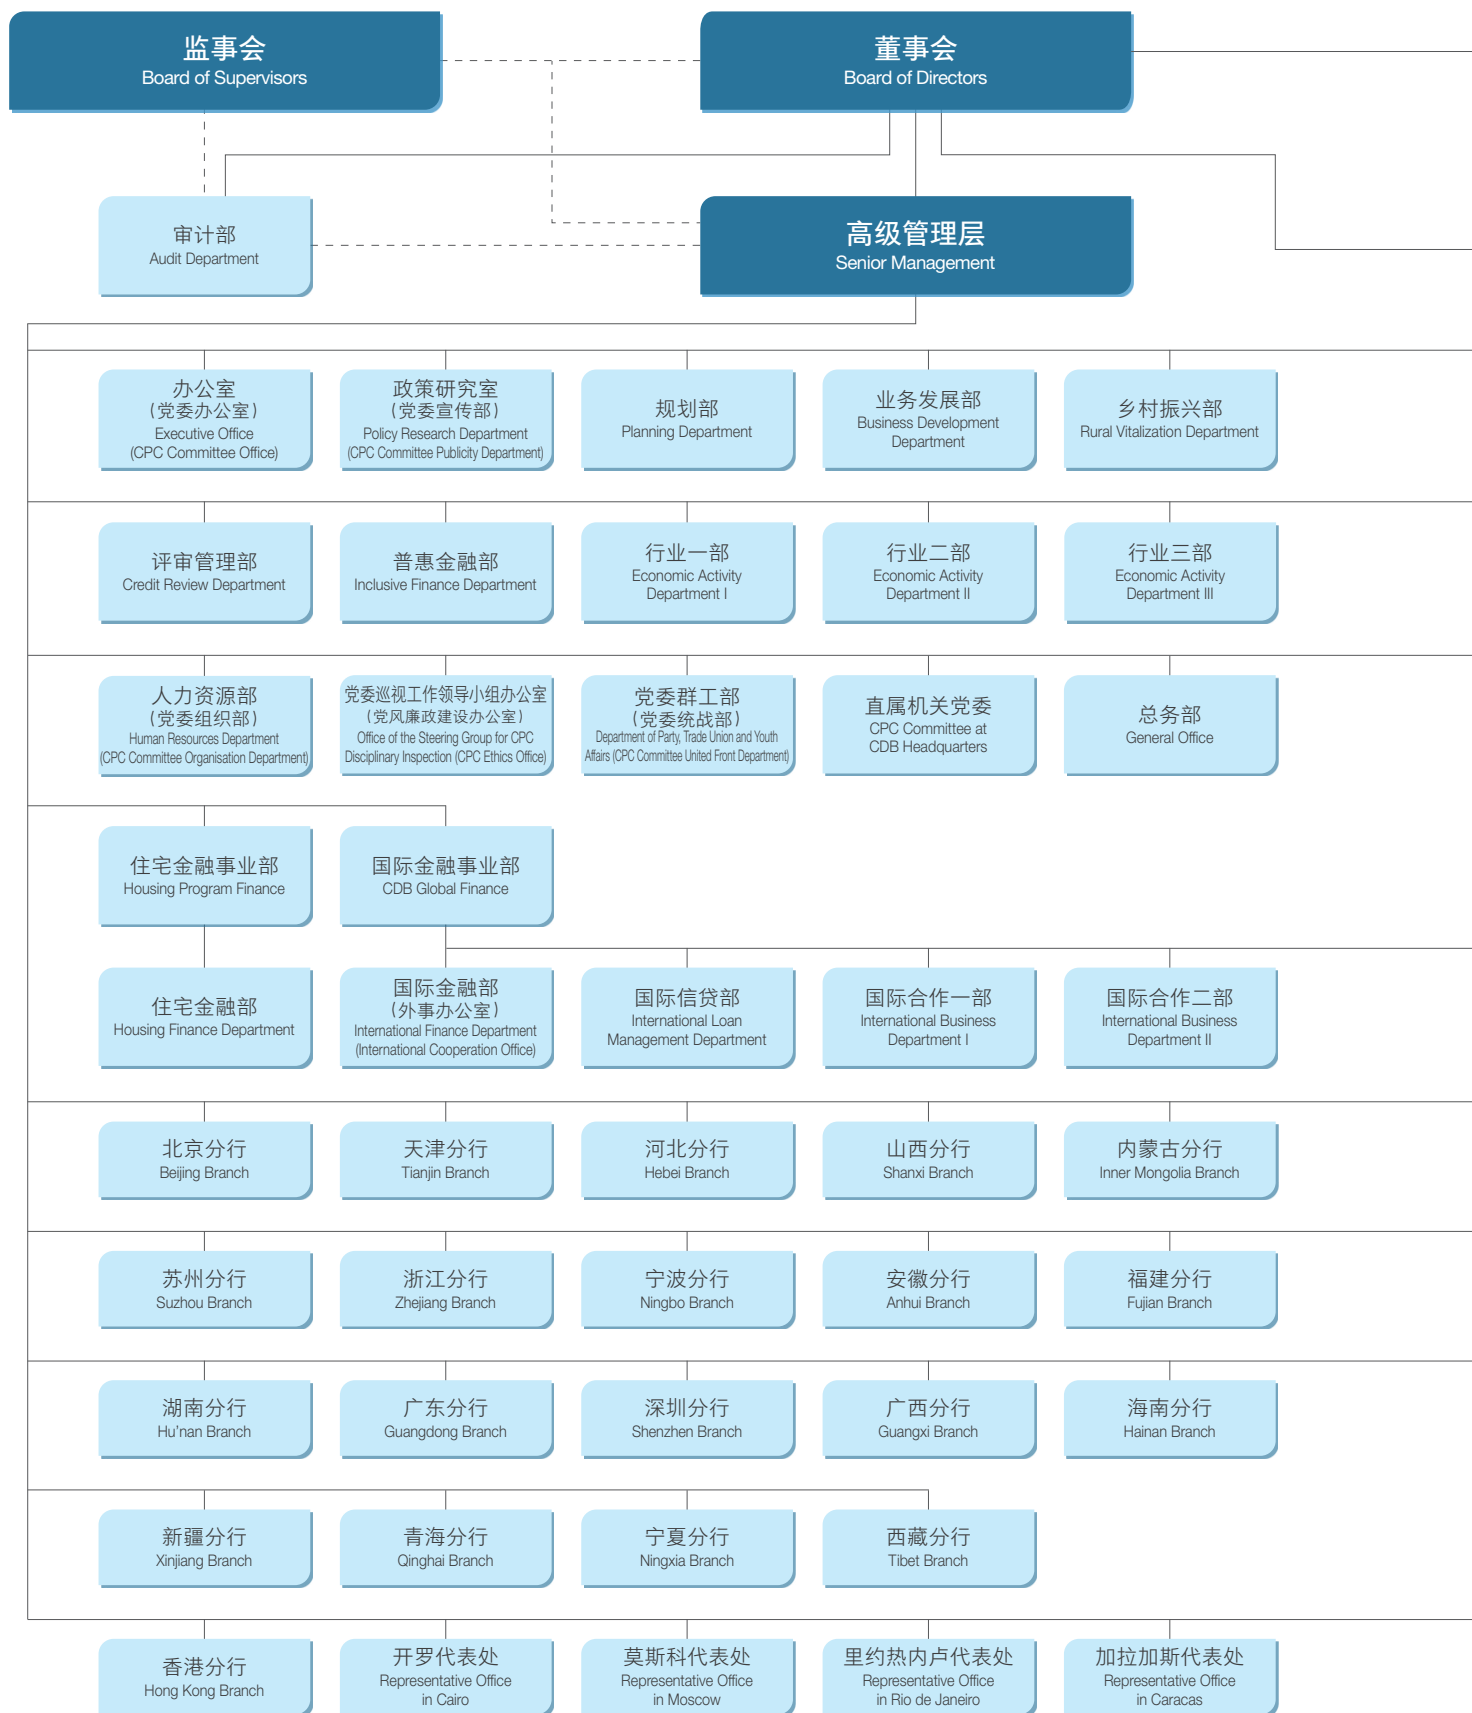 监事会
Board of Supervisors
董事会
Board of Directors
审计部
Audit Department
高级管理层
Senior Management
办公室
(党委办公室)
Executive Office
(CPC Committee Office)
政策研究室
(党委宣传部)
Policy Research Department
(CPC Committee Publicity Department)
规划部
Planning Department
业务发展部
Business Development
Department
乡村振兴部
Rural Vitalization Department
评审管理部
Credit Review Department
普惠金融部
Inclusive Finance Department
行业一部
Economic Activity
Department I
行业二部
Economic Activity
Department II
行业三部
Economic Activity
Department III
人力资源部
(党委组织部)
Human Resources Department
(CPC Committee Organisation Department)
党委巡视工作领导小组办公室
(党风廉政建设办公室)
Office of the Steering Group for CPC
Disciplinary Inspection (CPC Ethics Office)
党委群工部
(党委统战部)
Department of Party, Trade Union and Youth
Affairs (CPC Committee United Front Department)
直属机关党委
CPC Committee at
CDB Headquarters
总务部
General Office
住宅金融事业部
Housing Program Finance
国际金融事业部
CDB Global Finance
住宅金融部
Housing Finance Department
国际金融部
(外事办公室)
International Finance Department
(International Cooperation Office)
国际信贷部
International Loan
Management Department
国际合作一部
International Business
Department I
国际合作二部
International Business
Department II
北京分行
Beijing Branch
天津分行
Tianjin Branch
河北分行
Hebei Branch
山西分行
Shanxi Branch
内蒙古分行
Inner Mongolia Branch
苏州分行
Suzhou Branch
浙江分行
Zhejiang Branch
宁波分行
Ningbo Branch
安徽分行
Anhui Branch
福建分行
Fujian Branch
湖南分行
Hu'nan Branch
广东分行
Guangdong Branch
深圳分行
Shenzhen Branch
广西分行
Guangxi Branch
海南分行
Hainan Branch
新疆分行
Xinjiang Branch
青海分行
Qinghai Branch
宁夏分行
Ningxia Branch
西藏分行
Tibet Branch
香港分行
Hong Kong Branch
开罗代表处
Representative Office
in Cairo
莫斯科代表处
Representative Office
in Moscow
里约热内卢代表处
Representative Office
in Rio de Janeiro
加拉加斯代表处
Representative Office
in Caracas